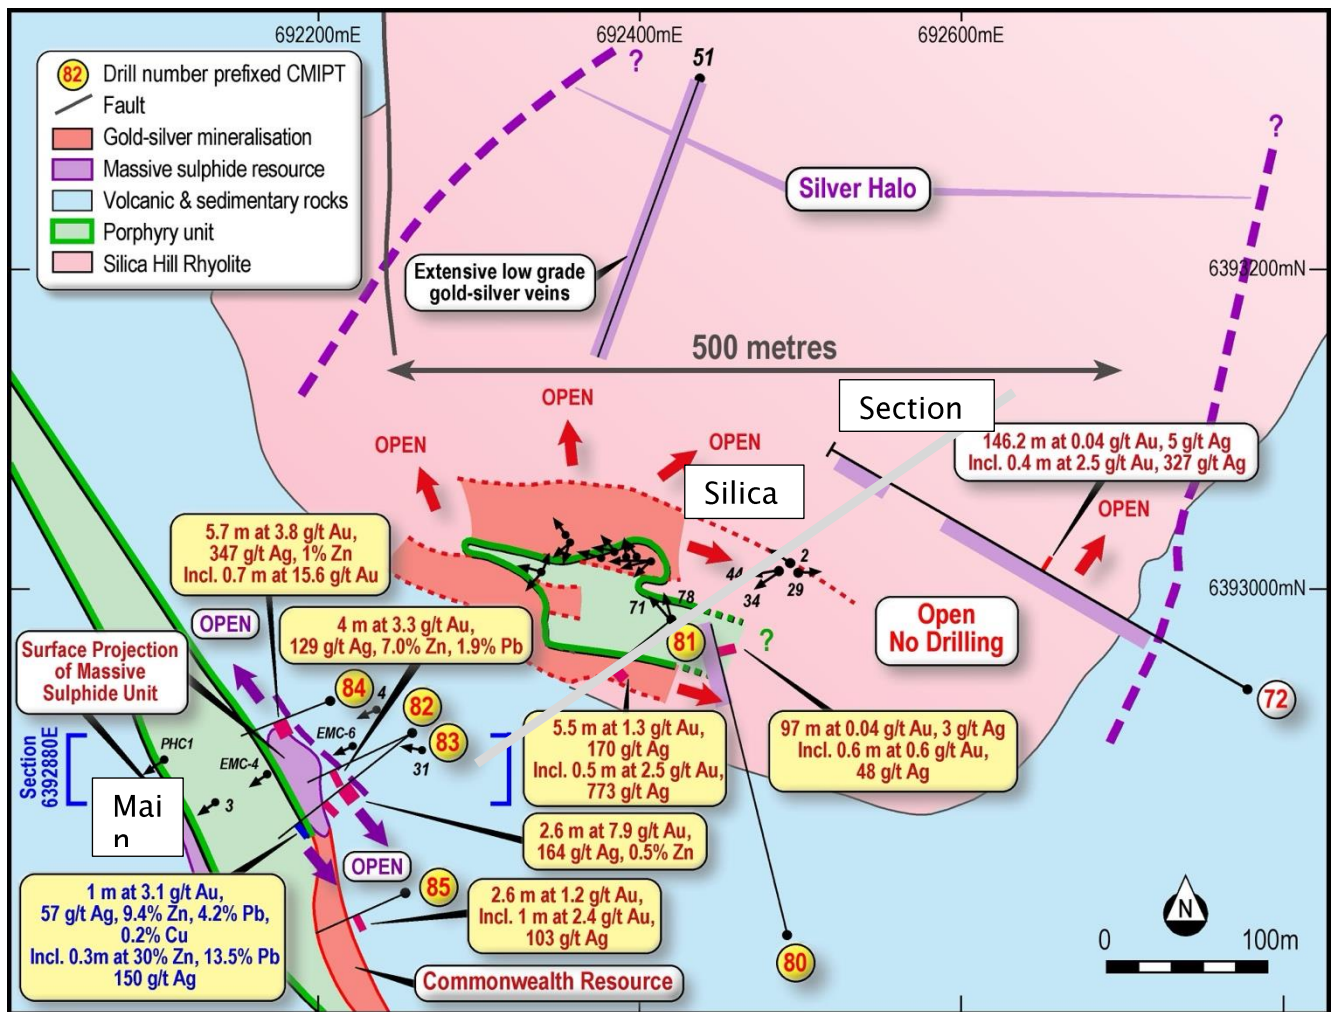 692200mE
692400mE
692600mE
82 Drill number prefixed CMIPT
Fault
Gold-silver mineralisation
Massive sulphide resource
Volcanic & sedimentary rocks
Porphyry unit
Silica Hill Rhyolite
?
51
?
Silver Halo
Extensive low grade
gold-silver veins
6393200mN
500 metres
OPEN
OPEN
OPEN
Section
146.2 m at 0.04 g/t Au, 5 g/t Ag
Incl. 0.4 m at 2.5 g/t Au, 327 g/t Ag
Silica
OPEN
5.7 m at 3.8 g/t Au,
347 g/t Ag, 1% Zn
Incl. 0.7 m at 15.6 g/t Au
2
44
34
29
6393000mN
71
78
81
?
Open
No Drilling
OPEN
4 m at 3.3 g/t Au,
129 g/t Ag, 7.0% Zn, 1.9% Pb
Surface Projection
of Massive
Sulphide Unit
84
4
82
83
72
EMC-6
31
PHC1
EMC-4
3
Section
6392880E
Mai
n
5.5 m at 1.3 g/t Au,
170 g/t Ag
Incl. 0.5 m at 2.5 g/t Au,
773 g/t Ag
97 m at 0.04 g/t Au, 3 g/t Ag
Incl. 0.6 m at 0.6 g/t Au,
48 g/t Ag
2.6 m at 7.9 g/t Au,
164 g/t Ag, 0.5% Zn
OPEN
1 m at 3.1 g/t Au,
57 g/t Ag, 9.4% Zn, 4.2% Pb,
0.2% Cu
Incl. 0.3m at 30% Zn, 13.5% Pb
150 g/t Ag
85
2.6 m at 1.2 g/t Au,
Incl. 1 m at 2.4 g/t Au,
103 g/t Ag
Commonwealth Resource
80
N
0
100m